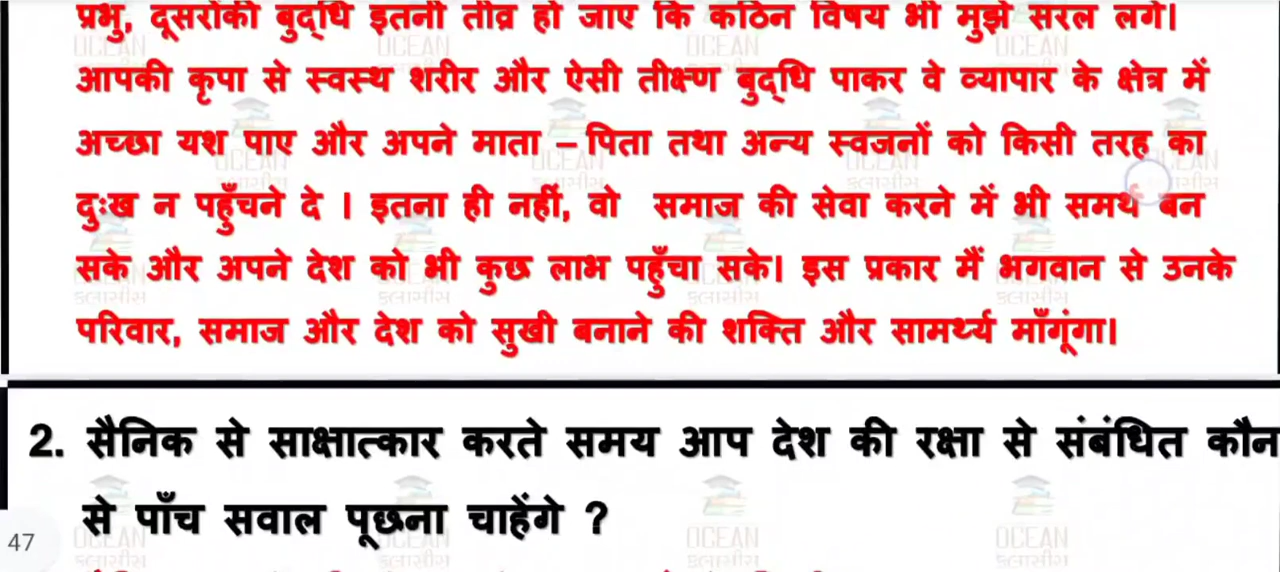 प्रभु, दूसरोंकी बुद्धि इतनी तीव्र हो जाए कि कठिन विषय भी मुझे सरल लगे।
आपकी कृपा से स्वस्थ शरीर और ऐसी तीक्ष्ण बुद्धि पाकर वे व्यापार के क्षेत्र में
अच्छा यश पाए और अपने माता – पिता तथा अन्य स्वजनों को किसी तरह का
दुःख न पहुँचने दे । इतना ही नहीं, वो समाज की सेवा करने में भी समर्थ बन
सके और अपने देश को भी कुछ लाभ पहुँचा सके। इस प्रकार मैं भगवान से उनके
परिवार, समाज और देश को सुखी बनाने की शक्ति और सामर्थ्य माँगूंगा।
2. सैनिक से साक्षात्कार करते समय आप देश की रक्षा से संबंधित कौन
से पाँच सवाल पूछना चाहेंगे ?
47